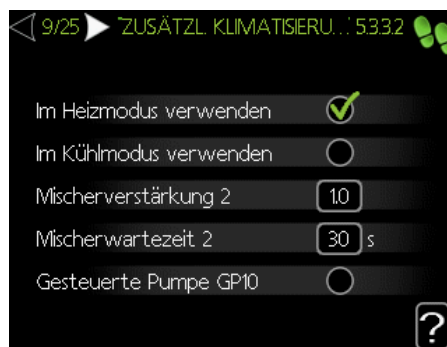 9/25 ZUSÄTZL. KLIMATISIERU... 5.3.3.2
Im Heizmodus verwenden
Im Kühlmodus verwenden
Mischerverstärkung 2 1.0
Mischerwartezeit 2 30 s
Gesteuerte Pumpe GP10
?